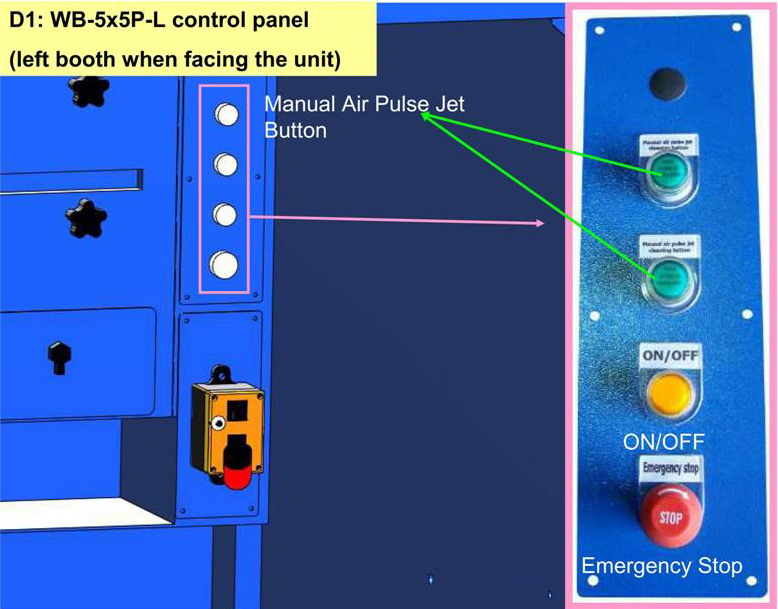 D1: WB-5x5P-L control panel
(left booth when facing the unit)
Manual Air Pulse Jet
Button
Manual air pulse jet
cleaning button
Manual air pulse jet
cleaning button
ON/OFF
ON/OFF
Emergency stop
STOP
Emergency Stop